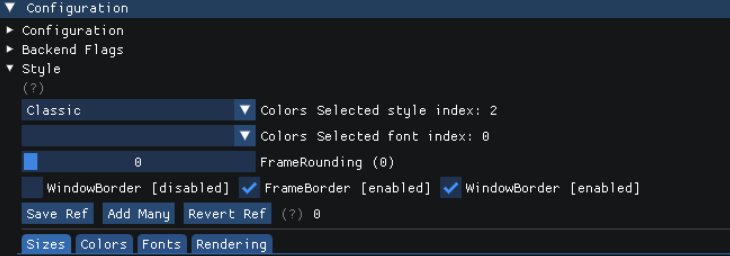 Configuration
Configuration
Backend Flags
Style
(?)
Classic Colors Selected style index: 2
Colors Selected font index: 0
0 FrameRounding (0)
WindowBorder [disabled] FrameBorder [enabled] WindowBorder [enabled]
Save Ref Add Many Revert Ref (?) 0
Sizes Colors Fonts Rendering